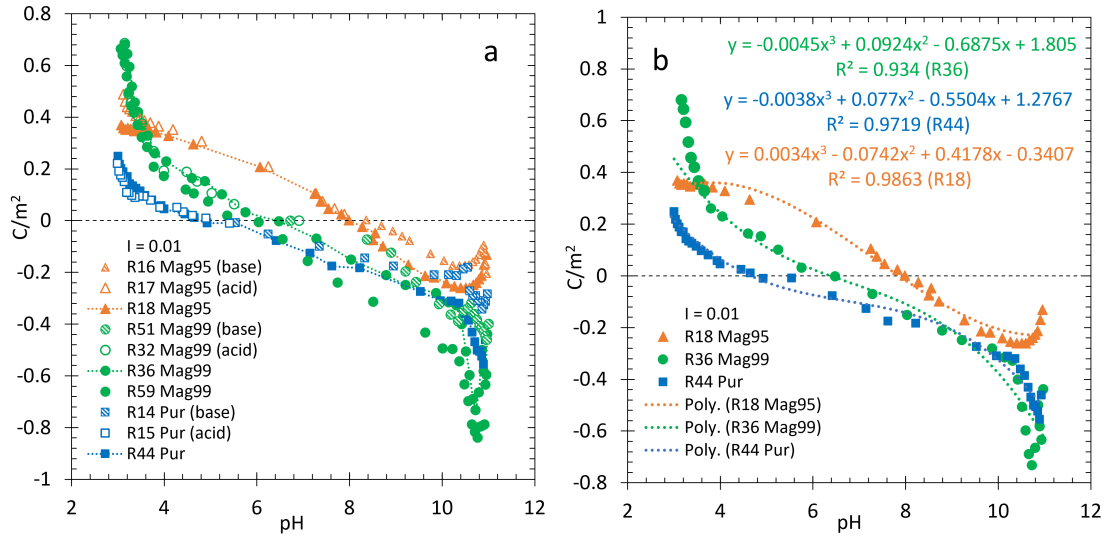 a
0.8
0.6
0.4
0.2
0
-0.2
-0.4
-0.6
-0.8
-1
C/m²
I = 0.01
R16 Mag95 (base)
R17 Mag95 (acid)
R18 Mag95
R51 Mag99 (base)
R32 Mag99 (acid)
R36 Mag99
R59 Mag99
R14 Pur (base)
R15 Pur (acid)
R44 Pur
2 4 6 8 10 12
pH
b
y = -0.0045x³ + 0.0924x² - 0.6875x + 1.805
R² = 0.934 (R36)
y = -0.0038x³ + 0.077x² - 0.5504x + 1.2767
R² = 0.9719 (R44)
y = 0.0034x³ - 0.0742x² + 0.4178x - 0.3407
R² = 0.9863 (R18)
1
0.8
0.6
0.4
0.2
0
-0.2
-0.4
-0.6
-0.8
C/m²
I = 0.01
R18 Mag95
R36 Mag99
R44 Pur
Poly. (R18 Mag95)
Poly. (R36 Mag99)
Poly. (R44 Pur)
2 4 6 8 10 12
pH